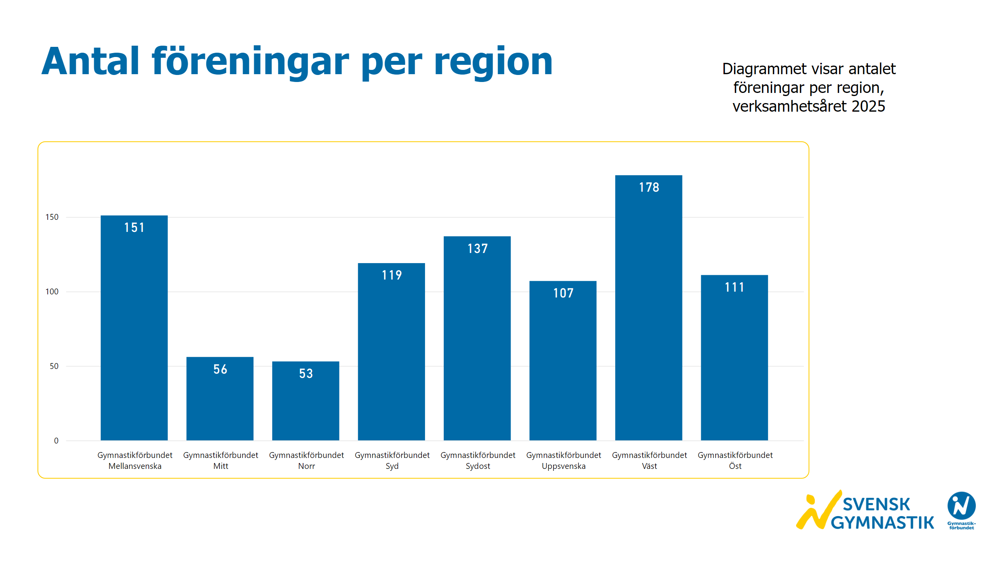 Antal föreningar per region
Diagrammet visar antalet
föreningar per region,
verksamhetsåret 2025
150
100
50
0
151
56
53
119
137
107
178
111
Gymnastikförbundet
Mellansvenska
Gymnastikförbundet
Mitt
Gymnastikförbundet
Norr
Gymnastikförbundet
Syd
Gymnastikförbundet
Sydost
Gymnastikförbundet
Uppsvenska
Gymnastikförbundet
Väst
Gymnastikförbundet
Öst
SVENSK
GYMNASTIK
Gymnastik-
förbundet